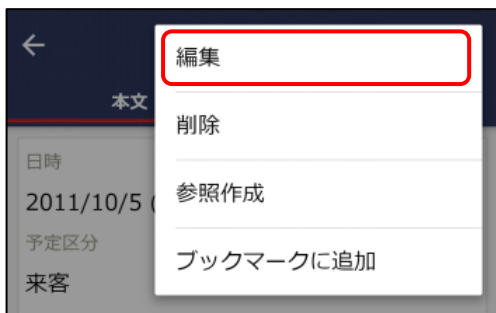 ←
編集
本文
削除
日時
2011/10/5 (
参照作成
予定区分
ブックマークに追加
来客